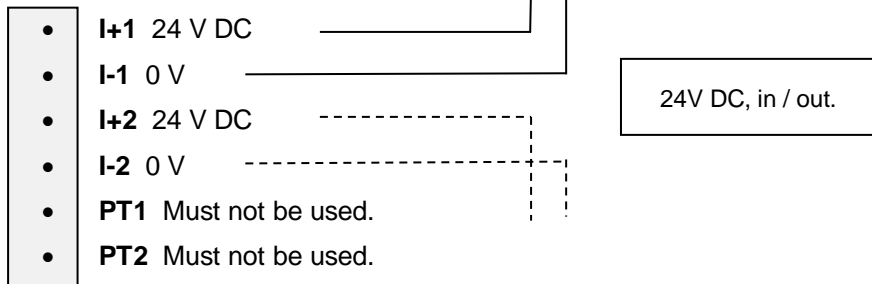 • I+1 24 V DC
• I-1 0 V
• I+2 24 V DC
• I-2 0 V
• PT1 Must not be used.
• PT2 Must not be used.
24V DC, in / out.